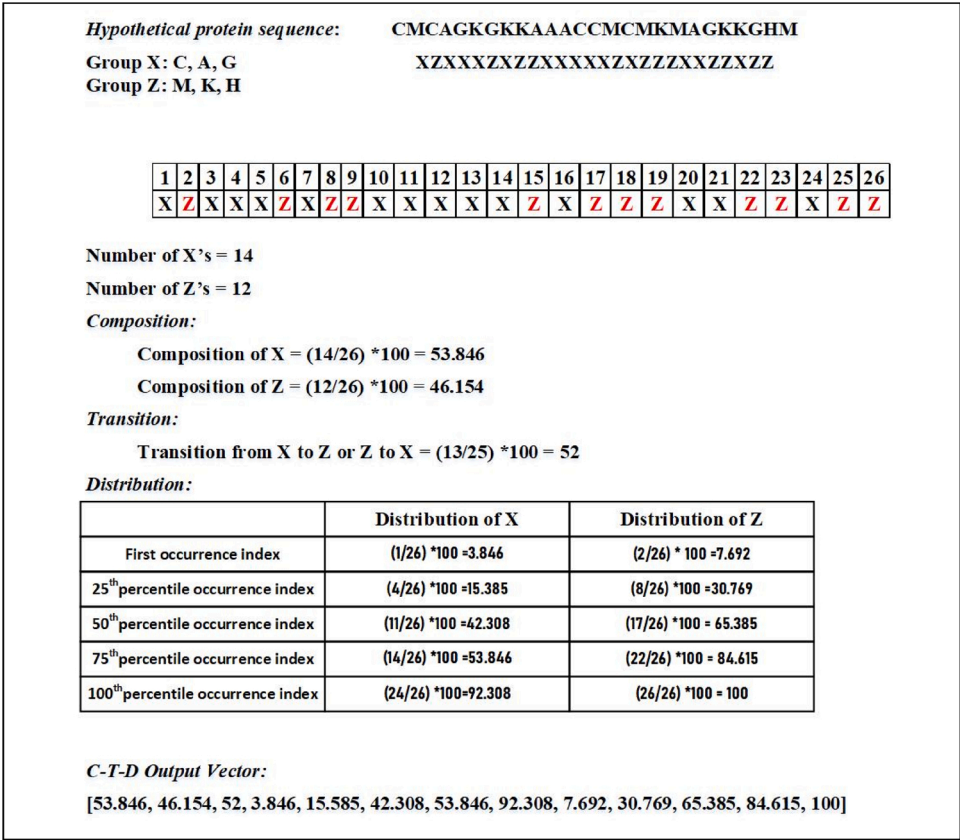 Hypothetical protein sequence: CMCAGKGKKAAACCMCMKMAGKKGHM
Group X: C, A, G XZXXXZXZZXXXXXZXZZZXXZZXZZ
Group Z: M, K, H
1 2 3 4 5 6 7 8 9 10 11 12 13 14 15 16 17 18 19 20 21 22 23 24 25 26
X Z X X X Z X Z Z X X X X X Z X Z Z Z X X Z Z X Z Z
Number of X’s = 14
Number of Z’s = 12
Composition:
Composition of X = (14/26) *100 = 53.846
Composition of Z = (12/26) *100 = 46.154
Transition:
Transition from X to Z or Z to X = (13/25) *100 = 52
Distribution:
Distribution of X Distribution of Z
First occurrence index (1/26) *100 =3.846 (2/26) * 100 =7.692
25th percentile occurrence index (4/26) *100 =15.385 (8/26) *100 =30.769
50th percentile occurrence index (11/26) *100 =42.308 (17/26) *100 = 65.385
75th percentile occurrence index (14/26) *100 =53.846 (22/26) *100 = 84.615
100th percentile occurrence index (24/26) *100=92.308 (26/26) *100 = 100
C-T-D Output Vector:
[53.846, 46.154, 52, 3.846, 15.585, 42.308, 53.846, 92.308, 7.692, 30.769, 65.385, 84.615, 100]